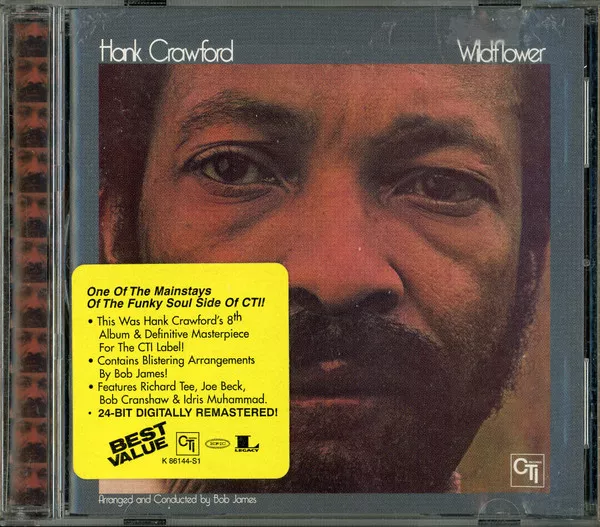 Hank Crawford
Wildflower
One Of The Mainstays
Of The Funky Soul Side Of CTI!
• This Was Hank Crawford's 8th
Album & Definitive Masterpiece
For The CTI Label!
• Contains Blistering Arrangements
By Bob James!
• Features Richard Tee, Joe Beck,
Bob Cranshaw & Idris Muhammad.
• 24-BIT DIGITALLY REMASTERED!
BEST
VALUE
CTI
epic
L
LEGACY
K 86144-S1
CTI
Arranged and Conducted by Bob James